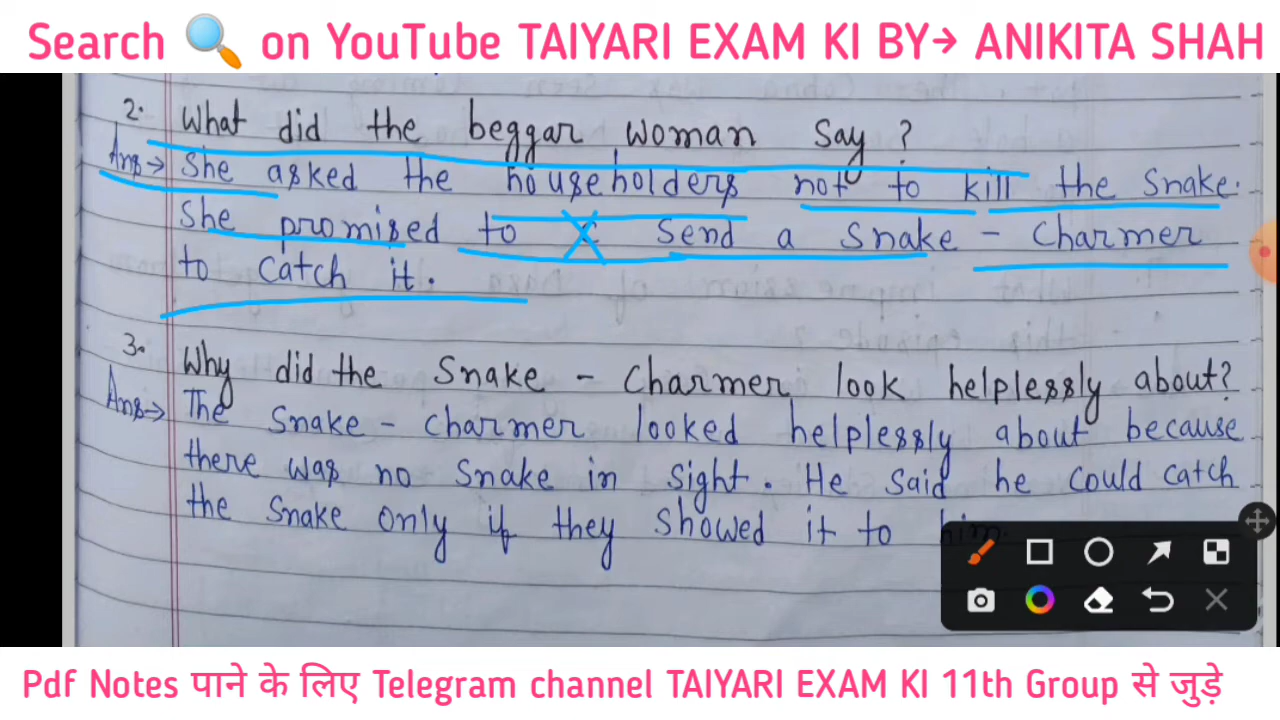 Search 🔍 on YouTube TAIYARI EXAM KI BY→ ANIKITA SHAH
2. What did the beggar woman say?
Ans→ She asked the householders not to kill the snake.
She promised to send a snake - charmer
to catch it.
3. Why did the Snake - charmer look helplessly about?
Ans→ The Snake - charmer looked helplessly about because
there was no snake in sight. He said he could catch
the snake only if they showed it to him.
Pdf Notes पाने के लिए Telegram channel TAIYARI EXAM KI 11th Group से जुड़े